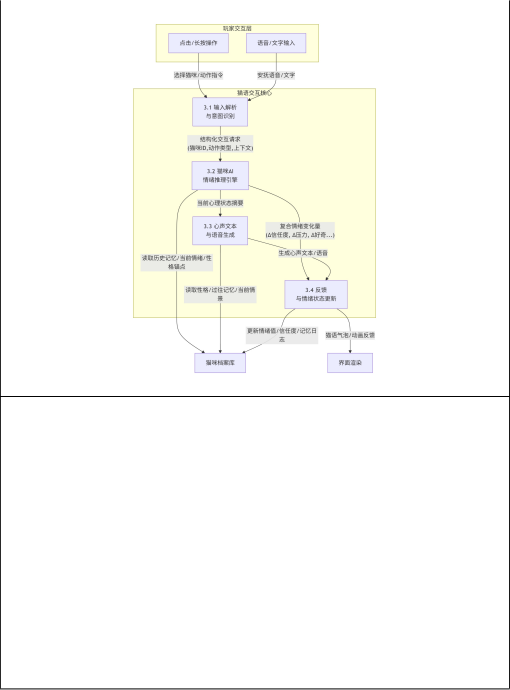 玩家交互层
点击/长按操作
语音/文字输入
选择猫咪/动作指令
安抚语音/文字
猫语交互核心
3.1 输入解析
与意图识别
结构化交互请求
(猫咪ID,动作类型,上下文)
3.2 猫咪AI
情绪推理引擎
当前心理状态摘要
3.3 心声文本
与语音生成
复合情绪变化量
(Δ信任度, Δ压力, Δ好奇...)
生成心声文本/语音
读取历史记忆/当前情绪/性
格锚点
读取性格/过往记忆/当前情
景
3.4 反馈
与情绪状态更新
更新情绪值/信任度/记忆日
志
猫语气泡/动画反馈
猫咪档案库
界面渲染